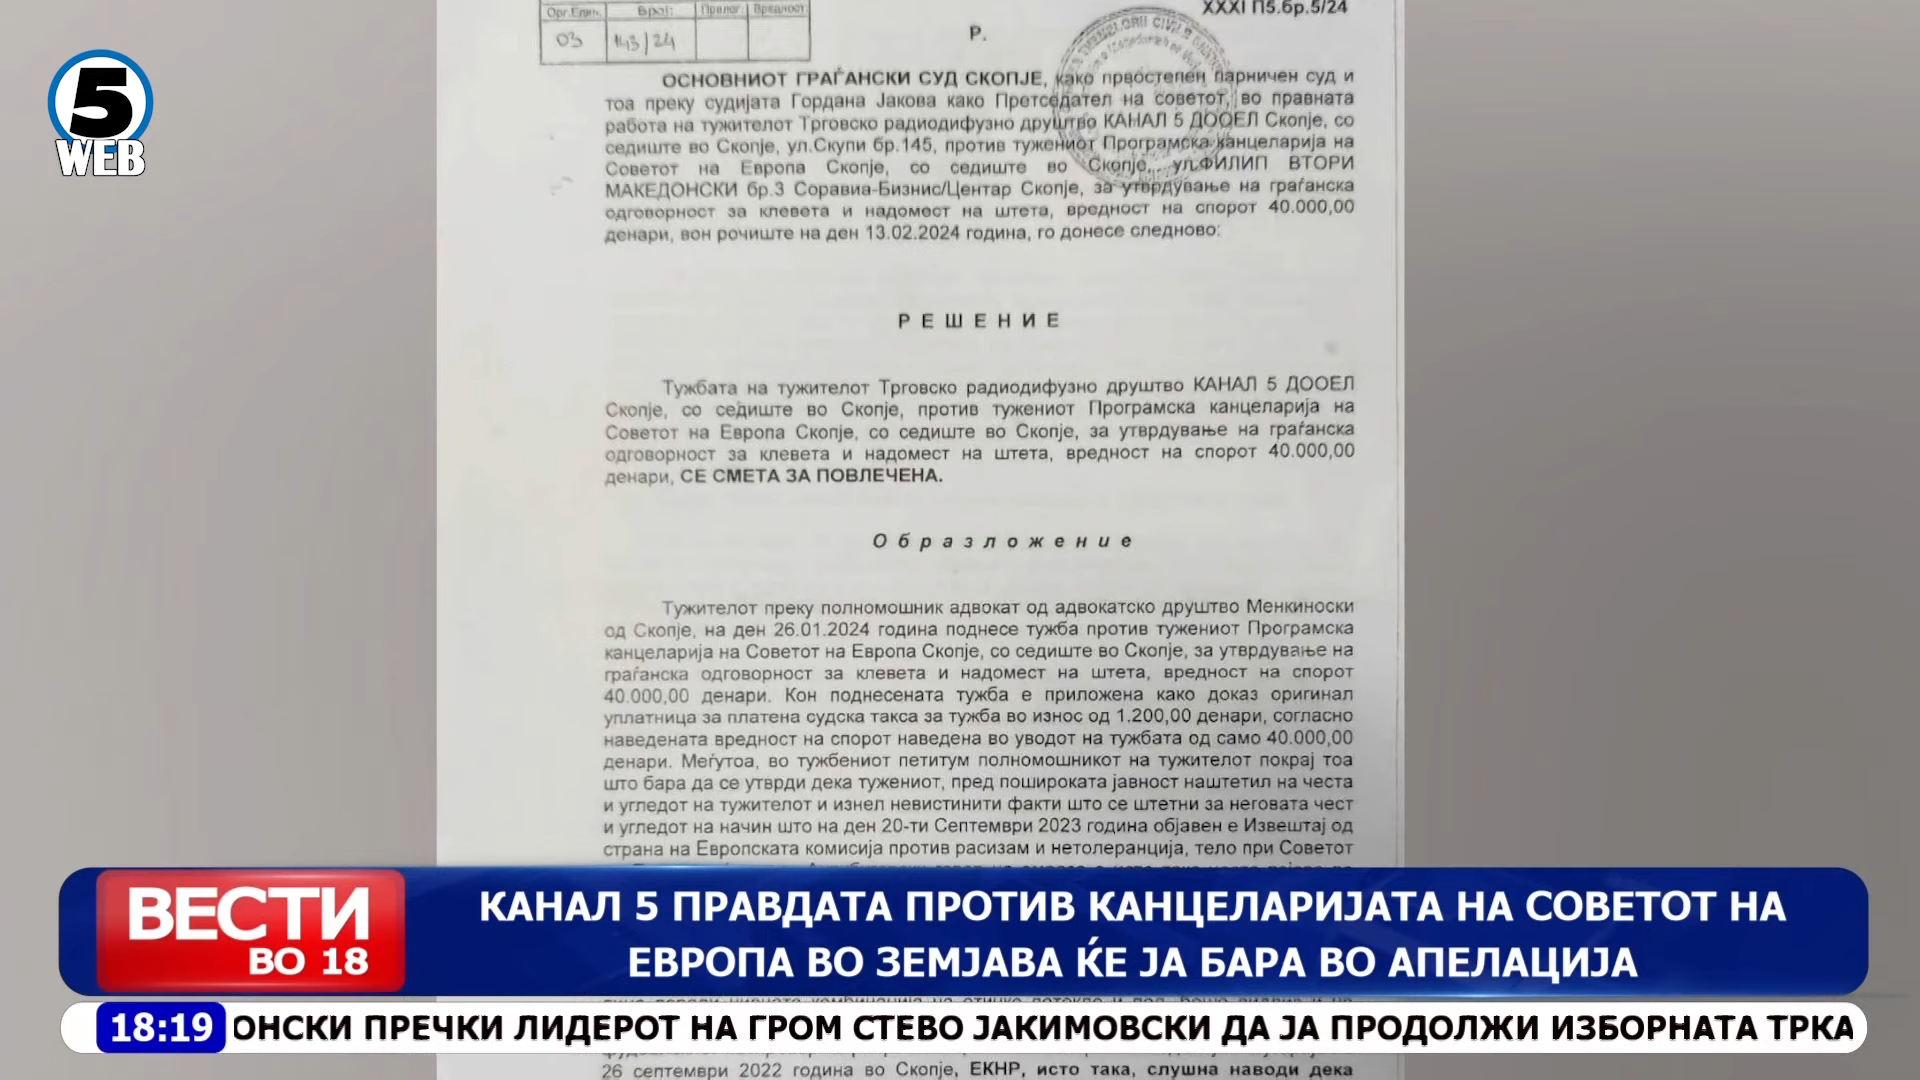 XXXI П5.бр.5/24
Орг.Един. Број: Прилог: Вредност
03 143/24
Р.
5
WEB
ОСНОВНИОТ ГРАЃАНСКИ СУД СКОПЈЕ, како првостепен парничен суд и
тоа преку судијата Гордана Јакова како Претседател на советот, во правната
работа на тужителот Трговско радиодифузно друштво КАНАЛ 5 ДООЕЛ Скопје, со
седиште во Скопје, ул.Скупи бр.145, против тужениот Програмска канцеларија на
Советот на Европа Скопје, со седиште во Скопје, ул.ФИЛИП ВТОРИ
МАКЕДОНСКИ бр.3 Соравиа-Бизнис/Центар Скопје, за утврдување на граѓанска
одговорност за клевета и надомест на штета, вредност на спорот 40.000,00
денари, вон рочиште на ден 13.02.2024 година, го донесе следново:
Р Е Ш Е Н И Е
Тужбата на тужителот Трговско радиодифузно друштво КАНАЛ 5 ДООЕЛ
Скопје, со седиште во Скопје, против тужениот Програмска канцеларија на
Советот на Европа Скопје, со седиште во Скопје, за утврдување на граѓанска
одговорност за клевета и надомест на штета, вредност на спорот 40.000,00
денари, СЕ СМЕТА ЗА ПОВЛЕЧЕНА.
О б р а з л о ж е н и е
Тужителот преку полномошник адвокат од адвокатско друштво Менкиноски
од Скопје, на ден 26.01.2024 година поднесе тужба против тужениот Програмска
канцеларија на Советот на Европа Скопје, со седиште во Скопје, за утврдување на
граѓанска одговорност за клевета и надомест на штета, вредност на спорот
40.000,00 денари. Кон поднесената тужба е приложена како доказ оригинал
уплатница за платена судска такса за тужба во износ од 1.200,00 денари, согласно
наведената вредност на спорот наведена во уводот на тужбата од само 40.000,00
денари. Меѓутоа, во тужбениот петитум полномошникот на тужителот покрај тоа
што бара да се утврди дека тужениот, пред пошироката јавност наштетил на честа
и угледот на тужителот и изнел невистинити факти што се штетни за неговата чест
и угледот на начин што на ден 20-ти Септември 2023 година објавен е Извештај од
страна на Европската комисија против расизам и нетолеранција, тело при Советот
ВЕСТИ
ВО 18
КАНАЛ 5 ПРАВДАТА ПРОТИВ КАНЦЕЛАРИЈАТА НА СОВЕТОТ НА
ЕВРОПА ВО ЗЕМЈАВА ЌЕ ЈА БАРА ВО АПЕЛАЦИЈА
18:19 ОНСКИ ПРЕЧКИ ЛИДЕРОТ НА ГРОМ СТЕВО ЈАКИМОВСКИ ДА ЈА ПРОДОЛЖИ ИЗБОРНАТА ТРКА
26 септември 2022 година во Скопје, ЕКНР, исто така, слушна наводи дека